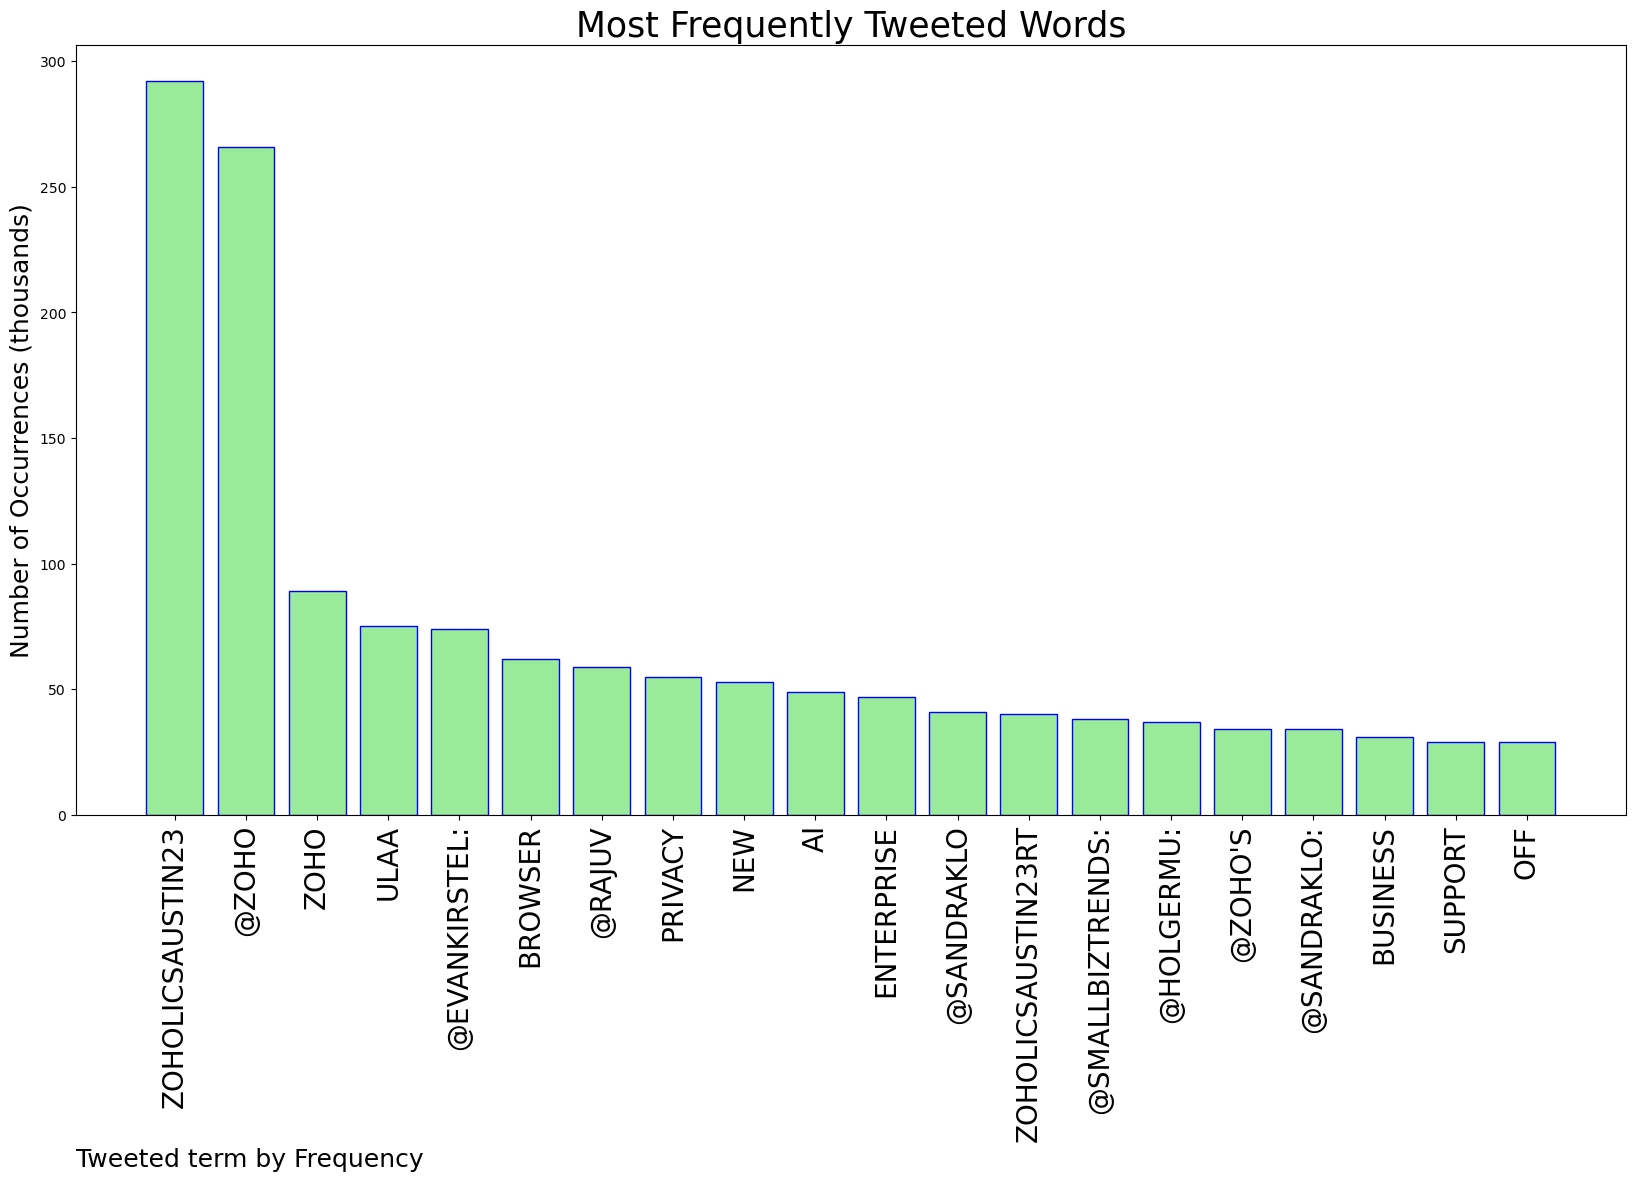 Most Frequently Tweeted Words
Number of Occurrences (thousands)
300
250
200
150
100
50
0
ZOHOLICSAUSTIN23
@ZOHO
ZOHO
ULAA
@EVANKIRSTEL:
BROWSER
@RAJUV
PRIVACY
NEW
AI
ENTERPRISE
@SANDRAKLO
ZOHOLICSAUSTIN23RT
@SMALLBIZTRENDS:
@HOLGERMU:
@ZOHO'S
@SANDRAKLO:
BUSINESS
SUPPORT
OFF
Tweeted term by Frequency